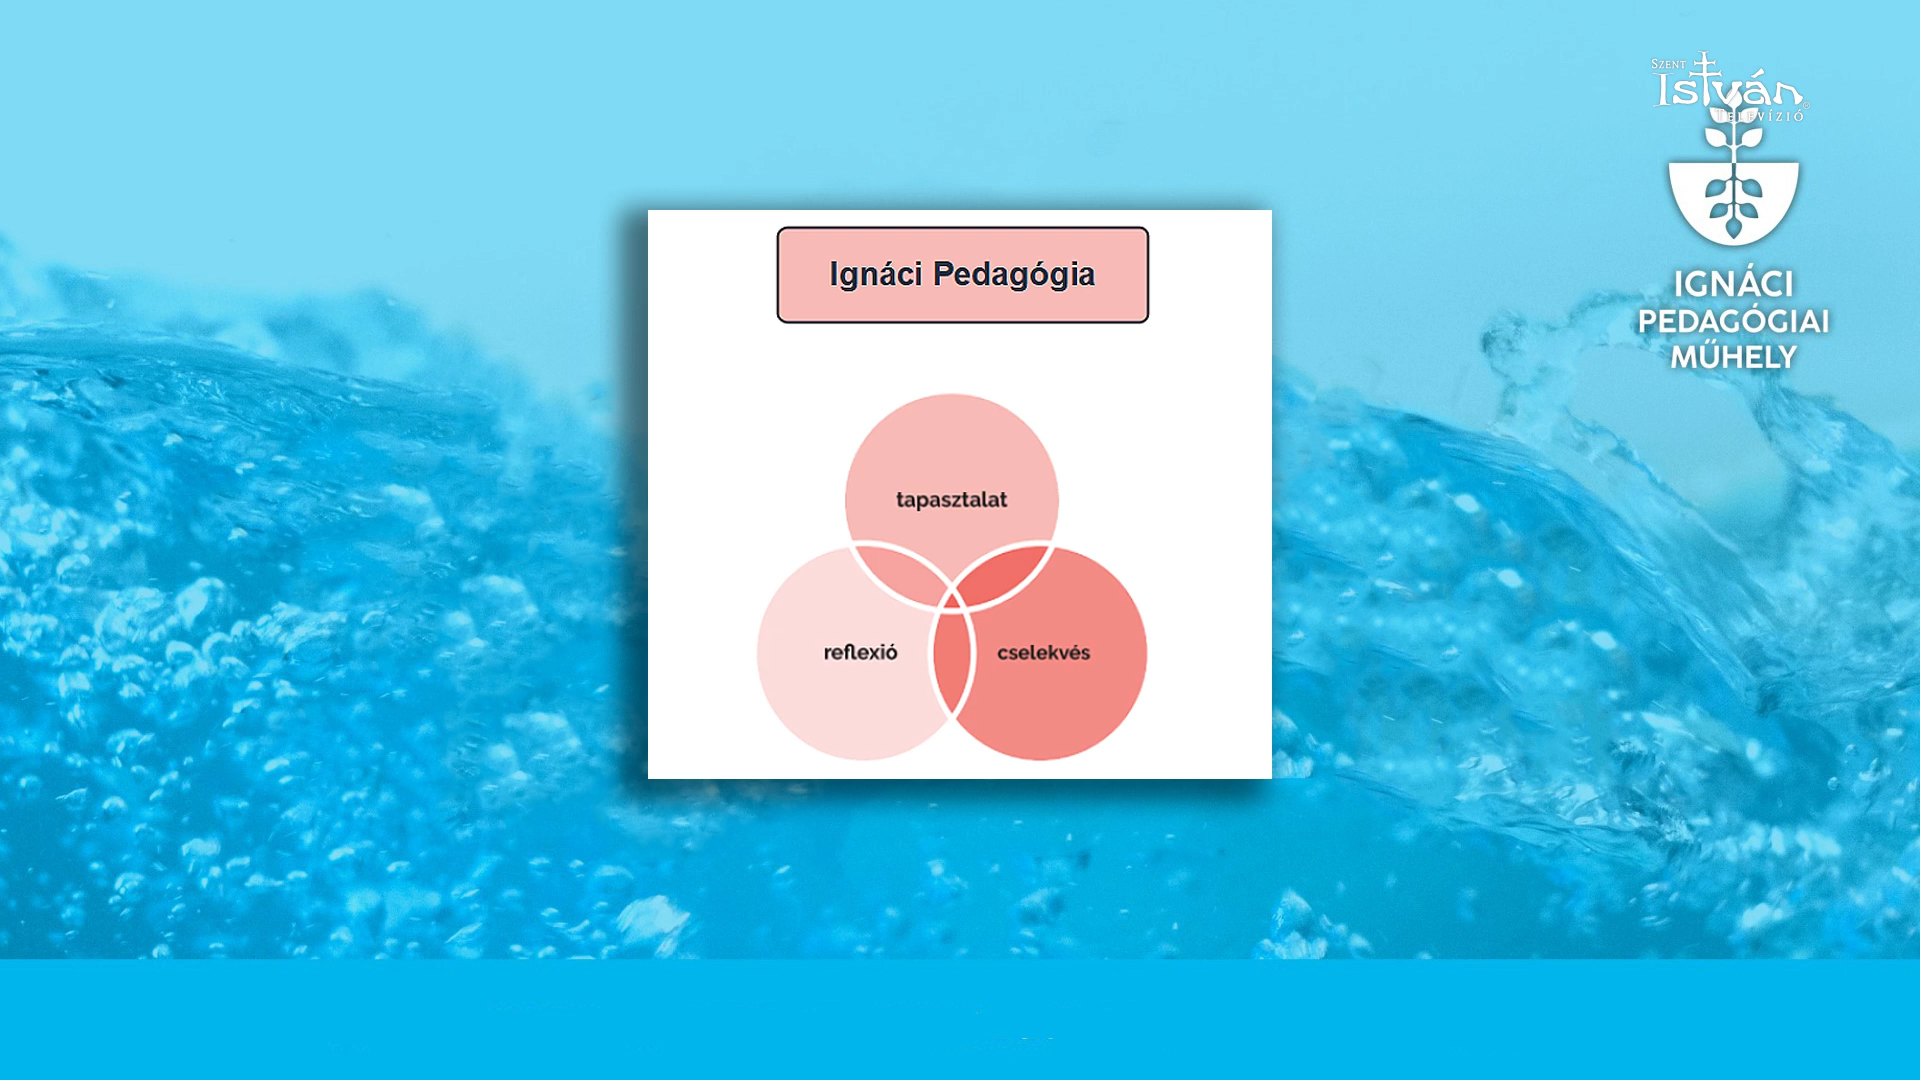 Szent
István
Televízió
IGNÁCI
PEDAGÓGIAI
MŰHELY
Ignáci Pedagógia
tapasztalat
reflexió
cselekvés